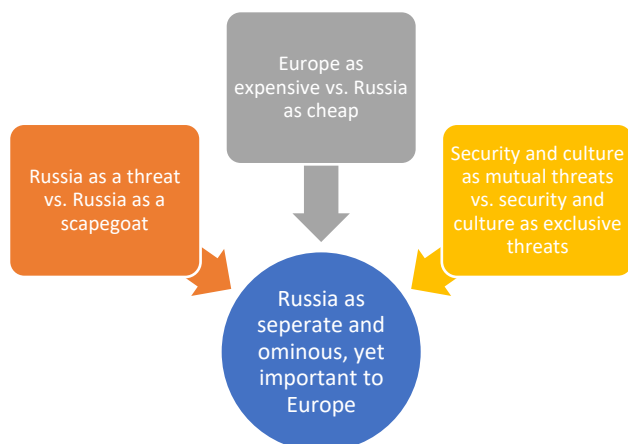 Europe as
expensive vs. Russia
as cheap
Russia as a threat
vs. Russia as a
scapegoat
Security and culture
as mutual threats
vs. security and
culture as exclusive
threats
Russia as
seperate and
ominous, yet
important to
Europe